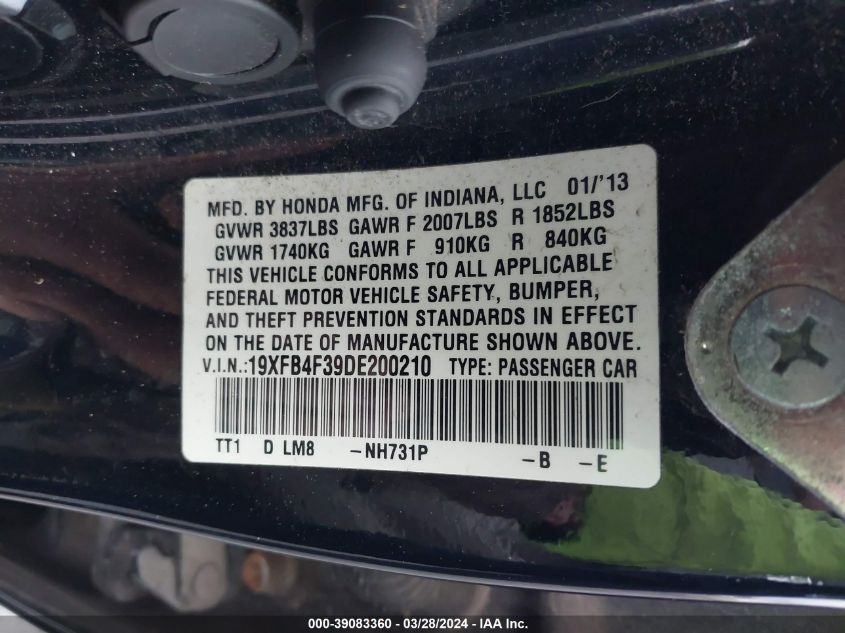 MFD. BY HONDA MFG. OF INDIANA, LLC 01/'13
GVWR 3837LBS GAWR F 2007LBS R 1852LBS
GVWR 1740KG GAWR F 910KG R 840KG
THIS VEHICLE CONFORMS TO ALL APPLICABLE
FEDERAL MOTOR VEHICLE SAFETY, BUMPER,
AND THEFT PREVENTION STANDARDS IN EFFECT
ON THE DATE OF MANUFACTURE SHOWN ABOVE.
V.I.N.:19XFB4F39DE200210 TYPE: PASSENGER CAR
TT1 D LM8 -NH731P -B -E
000-39083360 - 03/28/2024 - IAA Inc.